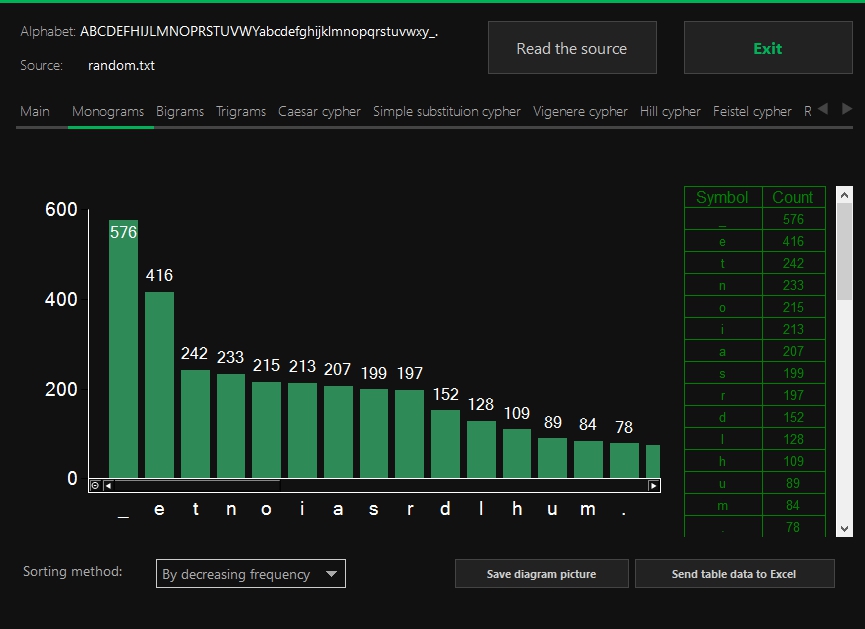 Alphabet: ABCDEFHIJLMNOPRSTUVWYabcdefghijklmnopqrstuvwxy_.
Read the source
Exit
Source: random.txt
Main Monograms Bigrams Trigrams Caesar cypher Simple substituion cypher Vigenere cypher Hill cypher Feistel cypher R
600
400
200
0
576 416 242 233 215 213 207 199 197 152 128 109 89 84 78
_ e t n o i a s r d l h u m .
Symbol Count
_ 576
e 416
t 242
n 233
o 215
i 213
a 207
s 199
r 197
d 152
l 128
h 109
u 89
m 84
. 78
Sorting method: By decreasing frequency
Save diagram picture
Send table data to Excel